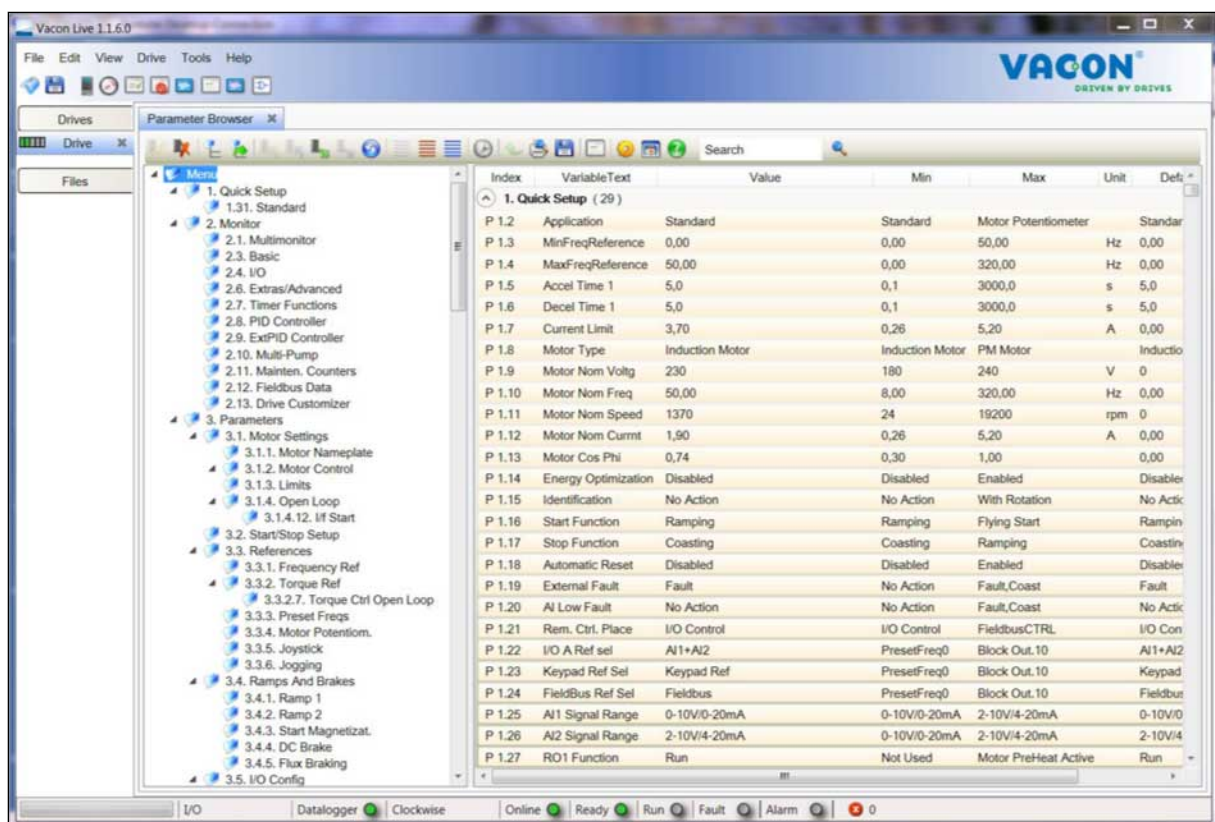 Vacon Live 1.1.6.0
File Edit View Drive Tools Help
VACON®
DRIVEN BY DRIVES
Drives
Drive
Files
Parameter Browser
Search
Menu
1. Quick Setup
1.31. Standard
2. Monitor
2.1. Multimonitor
2.3. Basic
2.4. I/O
2.6. Extras/Advanced
2.7. Timer Functions
2.8. PID Controller
2.9. ExtPID Controller
2.10. Multi-Pump
2.11. Mainten. Counters
2.12. Fieldbus Data
2.13. Drive Customizer
3. Parameters
3.1. Motor Settings
3.1.1. Motor Nameplate
3.1.2. Motor Control
3.1.3. Limits
3.1.4. Open Loop
3.1.4.12. I/f Start
3.2. Start/Stop Setup
3.3. References
3.3.1. Frequency Ref
3.3.2. Torque Ref
3.3.2.7. Torque Ctrl Open Loop
3.3.3. Preset Freqs
3.3.4. Motor Potentiom.
3.3.5. Joystick
3.3.6. Jogging
3.4. Ramps And Brakes
3.4.1. Ramp 1
3.4.2. Ramp 2
3.4.3. Start Magnetizat.
3.4.4. DC Brake
3.4.5. Flux Braking
3.5. I/O Config
Index VariableText Value Min Max Unit Defa
1. Quick Setup (29)
P 1.2 Application Standard Standard Motor Potentiometer Standar
P 1.3 MinFreqReference 0,00 0,00 50,00 Hz 0,00
P 1.4 MaxFreqReference 50,00 0,00 320,00 Hz 0,00
P 1.5 Accel Time 1 5,0 0,1 3000,0 s 5,0
P 1.6 Decel Time 1 5,0 0,1 3000,0 s 5,0
P 1.7 Current Limit 3,70 0,26 5,20 A 0,00
P 1.8 Motor Type Induction Motor Induction Motor PM Motor Inductio
P 1.9 Motor Nom Voltg 230 180 240 V 0
P 1.10 Motor Nom Freq 50,00 8,00 320,00 Hz 0,00
P 1.11 Motor Nom Speed 1370 24 19200 rpm 0
P 1.12 Motor Nom Currnt 1,90 0,26 5,20 A 0,00
P 1.13 Motor Cos Phi 0,74 0,30 1,00 0,00
P 1.14 Energy Optimization Disabled Disabled Enabled Disable
P 1.15 Identification No Action No Action With Rotation No Actic
P 1.16 Start Function Ramping Ramping Flying Start Rampin
P 1.17 Stop Function Coasting Coasting Ramping Coastin
P 1.18 Automatic Reset Disabled Disabled Enabled Disable
P 1.19 External Fault Fault No Action Fault,Coast Fault
P 1.20 AI Low Fault No Action No Action Fault,Coast No Actic
P 1.21 Rem. Ctrl. Place I/O Control I/O Control FieldbusCTRL I/O Con
P 1.22 I/O A Ref sel AI1+AI2 PresetFreq0 Block Out.10 AI1+AI2
P 1.23 Keypad Ref Sel Keypad Ref PresetFreq0 Block Out.10 Keypad
P 1.24 FieldBus Ref Sel Fieldbus PresetFreq0 Block Out.10 Fieldbus
P 1.25 AI1 Signal Range 0-10V/0-20mA 0-10V/0-20mA 2-10V/4-20mA 0-10V/0
P 1.26 AI2 Signal Range 2-10V/4-20mA 0-10V/0-20mA 2-10V/4-20mA 2-10V/4
P 1.27 RO1 Function Run Not Used Motor PreHeat Active Run
I/O Datalogger Clockwise Online Ready Run Fault Alarm 0